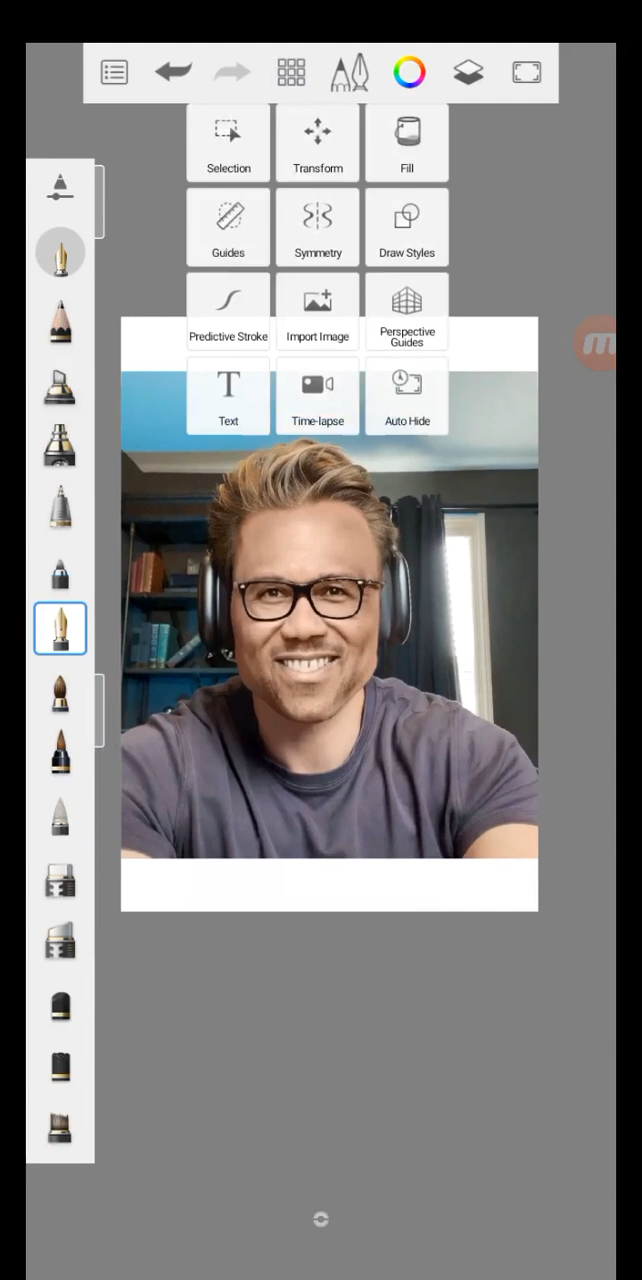 Selection
Transform
Fill
Guides
Symmetry
Draw Styles
Predictive Stroke
Import Image
Perspective
Guides
Text
Time-lapse
Auto Hide